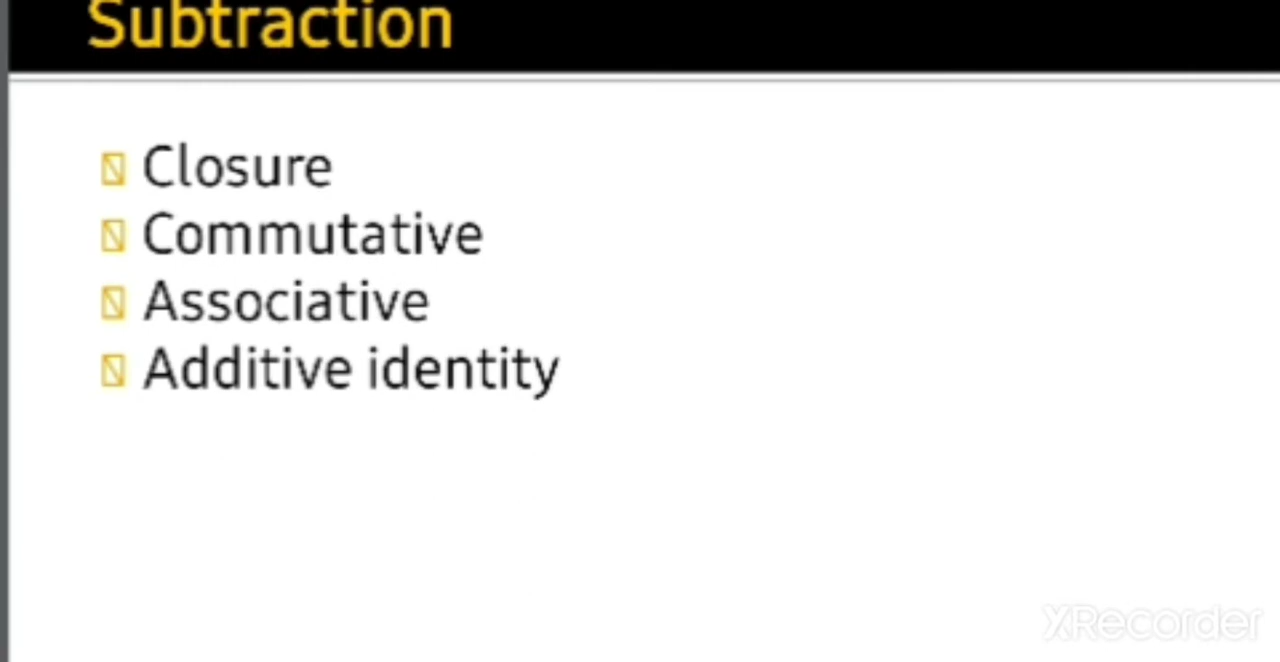 Subtraction
Closure
Commutative
Associative
Additive identity
XRecorder